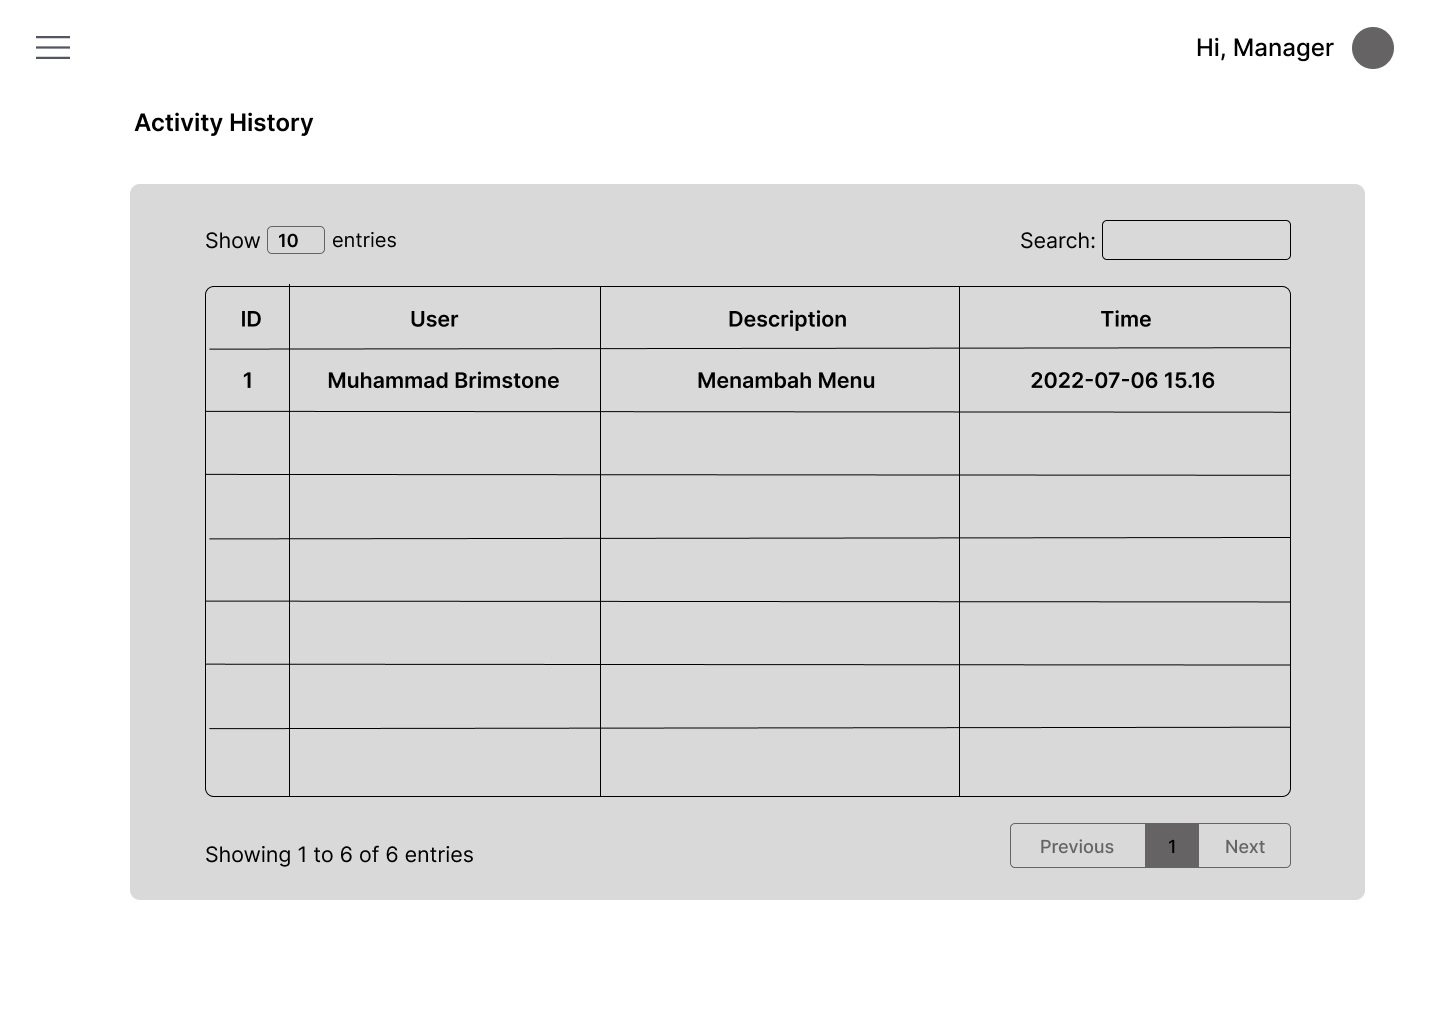 Hi, Manager
Activity History
Show 10 entries
Search:
ID User Description Time
1 Muhammad Brimstone Menambah Menu 2022-07-06 15.16
Showing 1 to 6 of 6 entries
Previous 1 Next